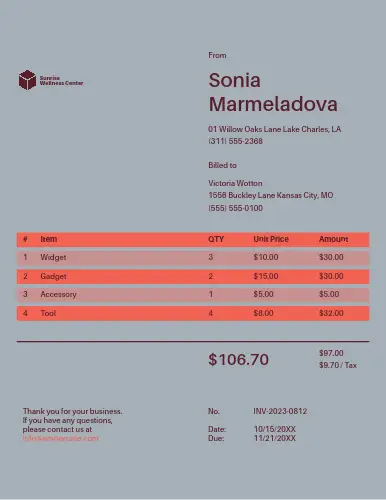 From
Sunrise
Wellness Center
Sonia
Marmeladova
01 Willow Oaks Lane Lake Charles, LA
(311) 555-2368
Billed to
Victoria Wotton
1558 Buckley Lane Kansas City, MO
(555) 555-0100
# Item QTY Unit Price Amount
1 Widget 3 $10.00 $30.00
2 Gadget 2 $15.00 $30.00
3 Accessory 1 $5.00 $5.00
4 Tool 4 $8.00 $32.00
$106.70
$97.00
$9.70 / Tax
Thank you for your business.
If you have any questions,
please contact us at
No. INV-2023-0812
Date: 10/15/20XX
Due: 11/21/20XX